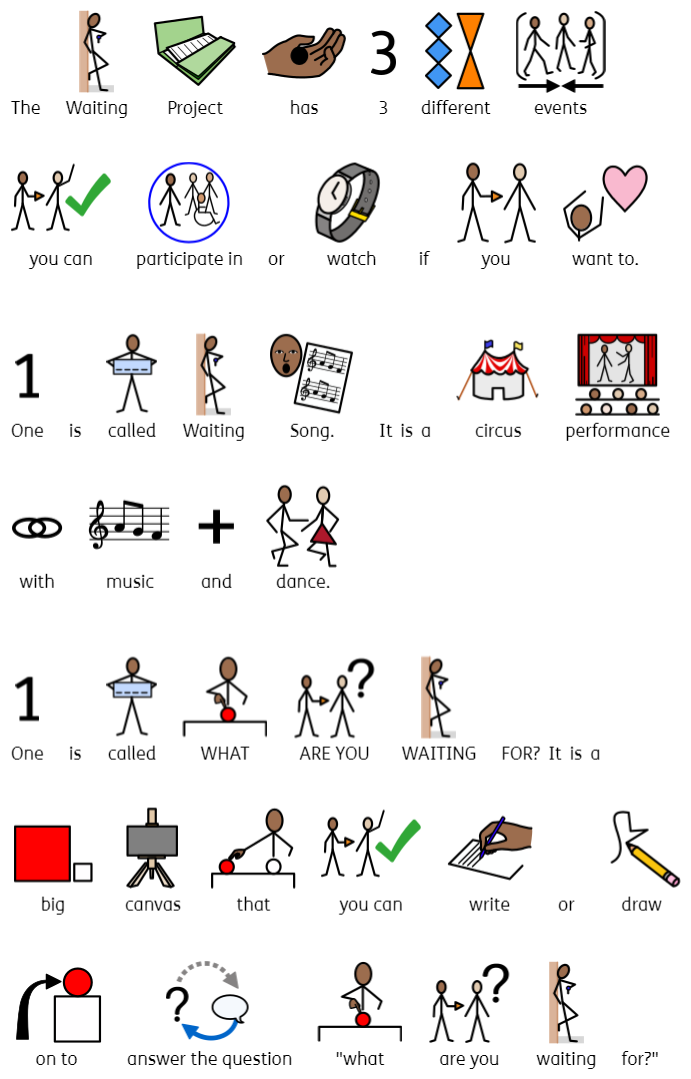 The Waiting Project has 3 different events
you can participate in or watch if you want to.
One is called Waiting Song. It is a circus performance
with music and dance.
One is called WHAT ARE YOU WAITING FOR? It is a
big canvas that you can write or draw
on to answer the question "what are you waiting for?"